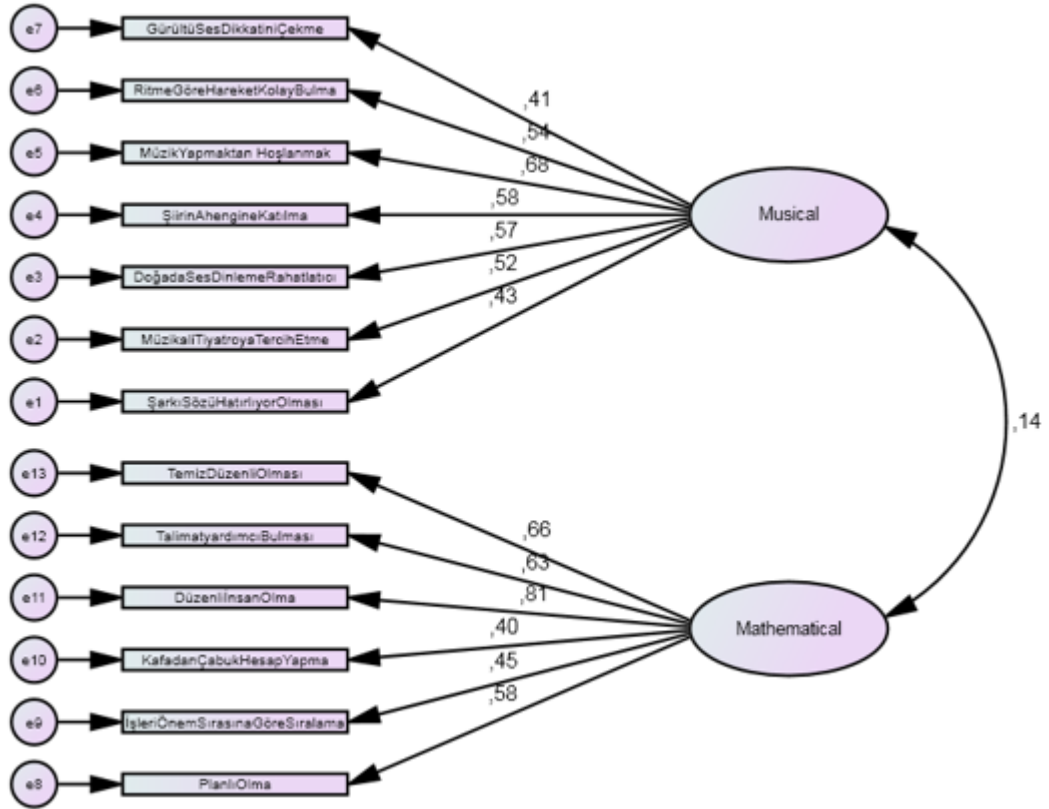 e7 GürültüSesDikkatiniÇekme
,41
e6 RitmeGöreHareketKolayBulma
,54
e5 MüzikYapmaktan Hoşlanmak
,68
Musical
e4 ŞiirinAhengineKatılma
,58
e3 DoğadaSesDinlemeRahatlatıcı
,57
e2 MüzikaliTiyatroyaTercihEtme
,52
e1 ŞarkıSözüHatırlıyorOlması
,43
,14
e13 TemizDüzenliOlması
,66
e12 TalimatyardımcıBulması
,63
e11 DüzenliInsanOlma
,81
Mathematical
e10 KafadanÇabukHesapYapma
,40
e9 İşleriÖnemSırasınaGöreSıralama
,45
e8 PlanlıOlma
,58